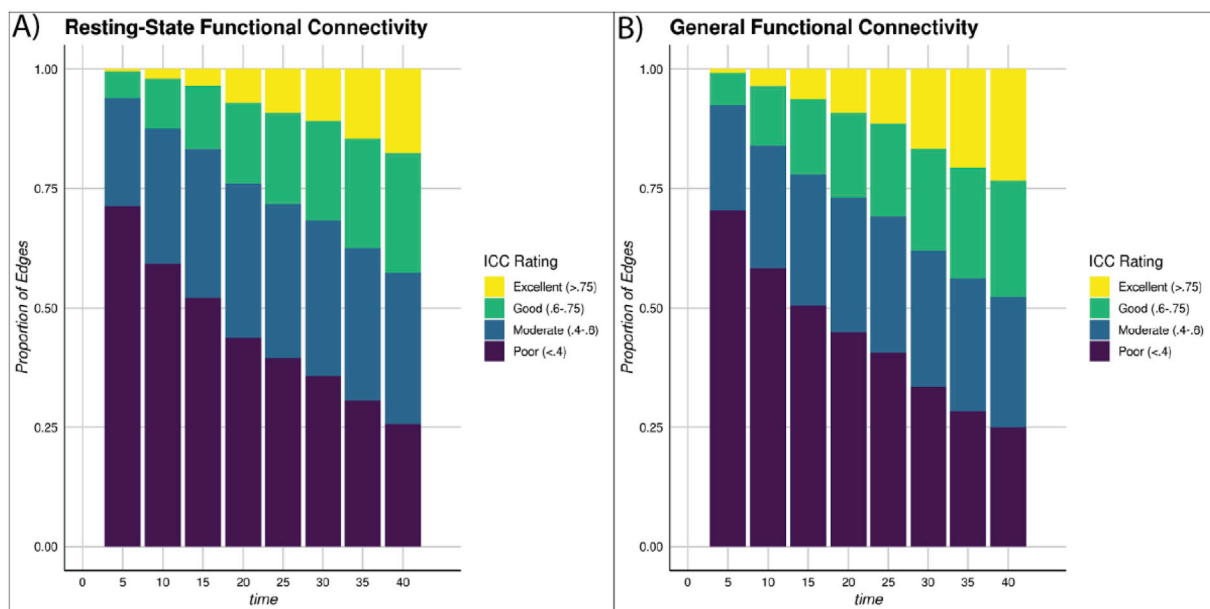 A) Resting-State Functional Connectivity
1.00
0.75
0.50
0.25
0.00
Proportion of Edges
0 5 10 15 20 25 30 35 40
time
ICC Rating
Excellent (>.75)
Good (.6-.75)
Moderate (.4-.6)
Poor (<.4)
B) General Functional Connectivity
1.00
0.75
0.50
0.25
0.00
Proportion of Edges
0 5 10 15 20 25 30 35 40
time
ICC Rating
Excellent (>.75)
Good (.6-.75)
Moderate (.4-.6)
Poor (<.4)